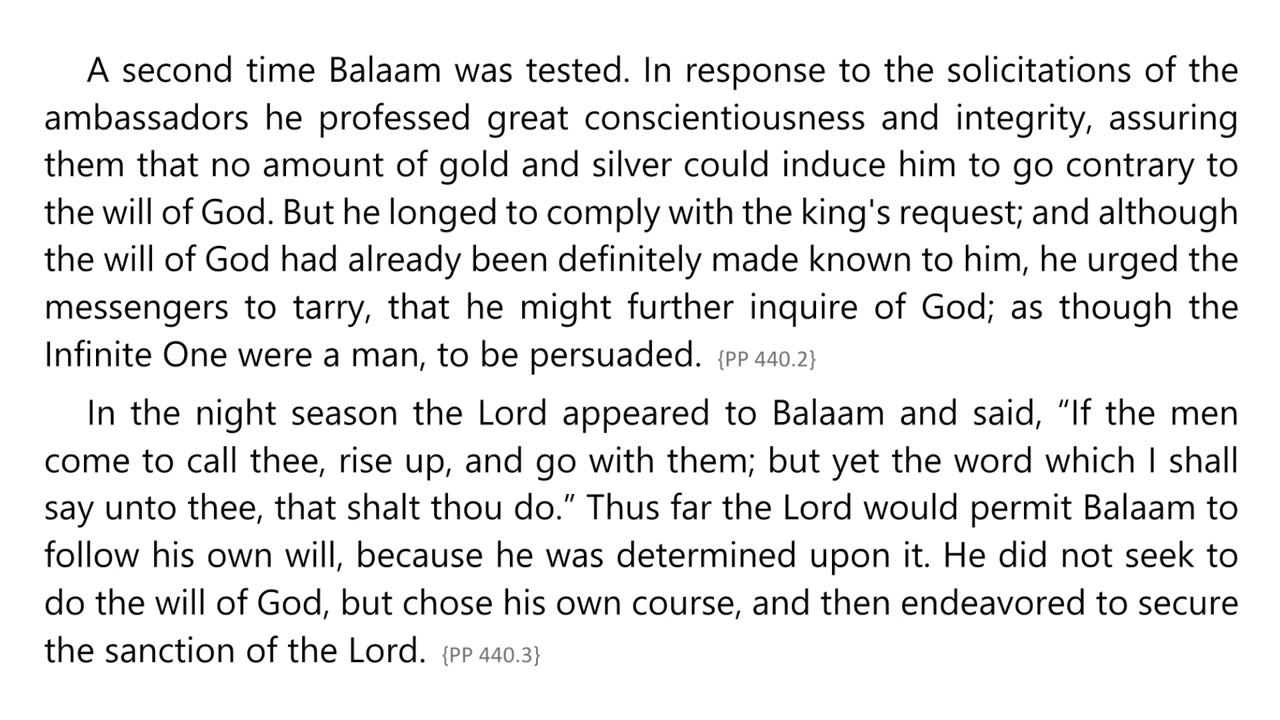 A second time Balaam was tested. In response to the solicitations of the
ambassadors he professed great conscientiousness and integrity, assuring
them that no amount of gold and silver could induce him to go contrary to
the will of God. But he longed to comply with the king's request; and although
the will of God had already been definitely made known to him, he urged the
messengers to tarry, that he might further inquire of God; as though the
Infinite One were a man, to be persuaded. {PP 440.2}
In the night season the Lord appeared to Balaam and said, “If the men
come to call thee, rise up, and go with them; but yet the word which I shall
say unto thee, that shalt thou do.” Thus far the Lord would permit Balaam to
follow his own will, because he was determined upon it. He did not seek to
do the will of God, but chose his own course, and then endeavored to secure
the sanction of the Lord. {PP 440.3}